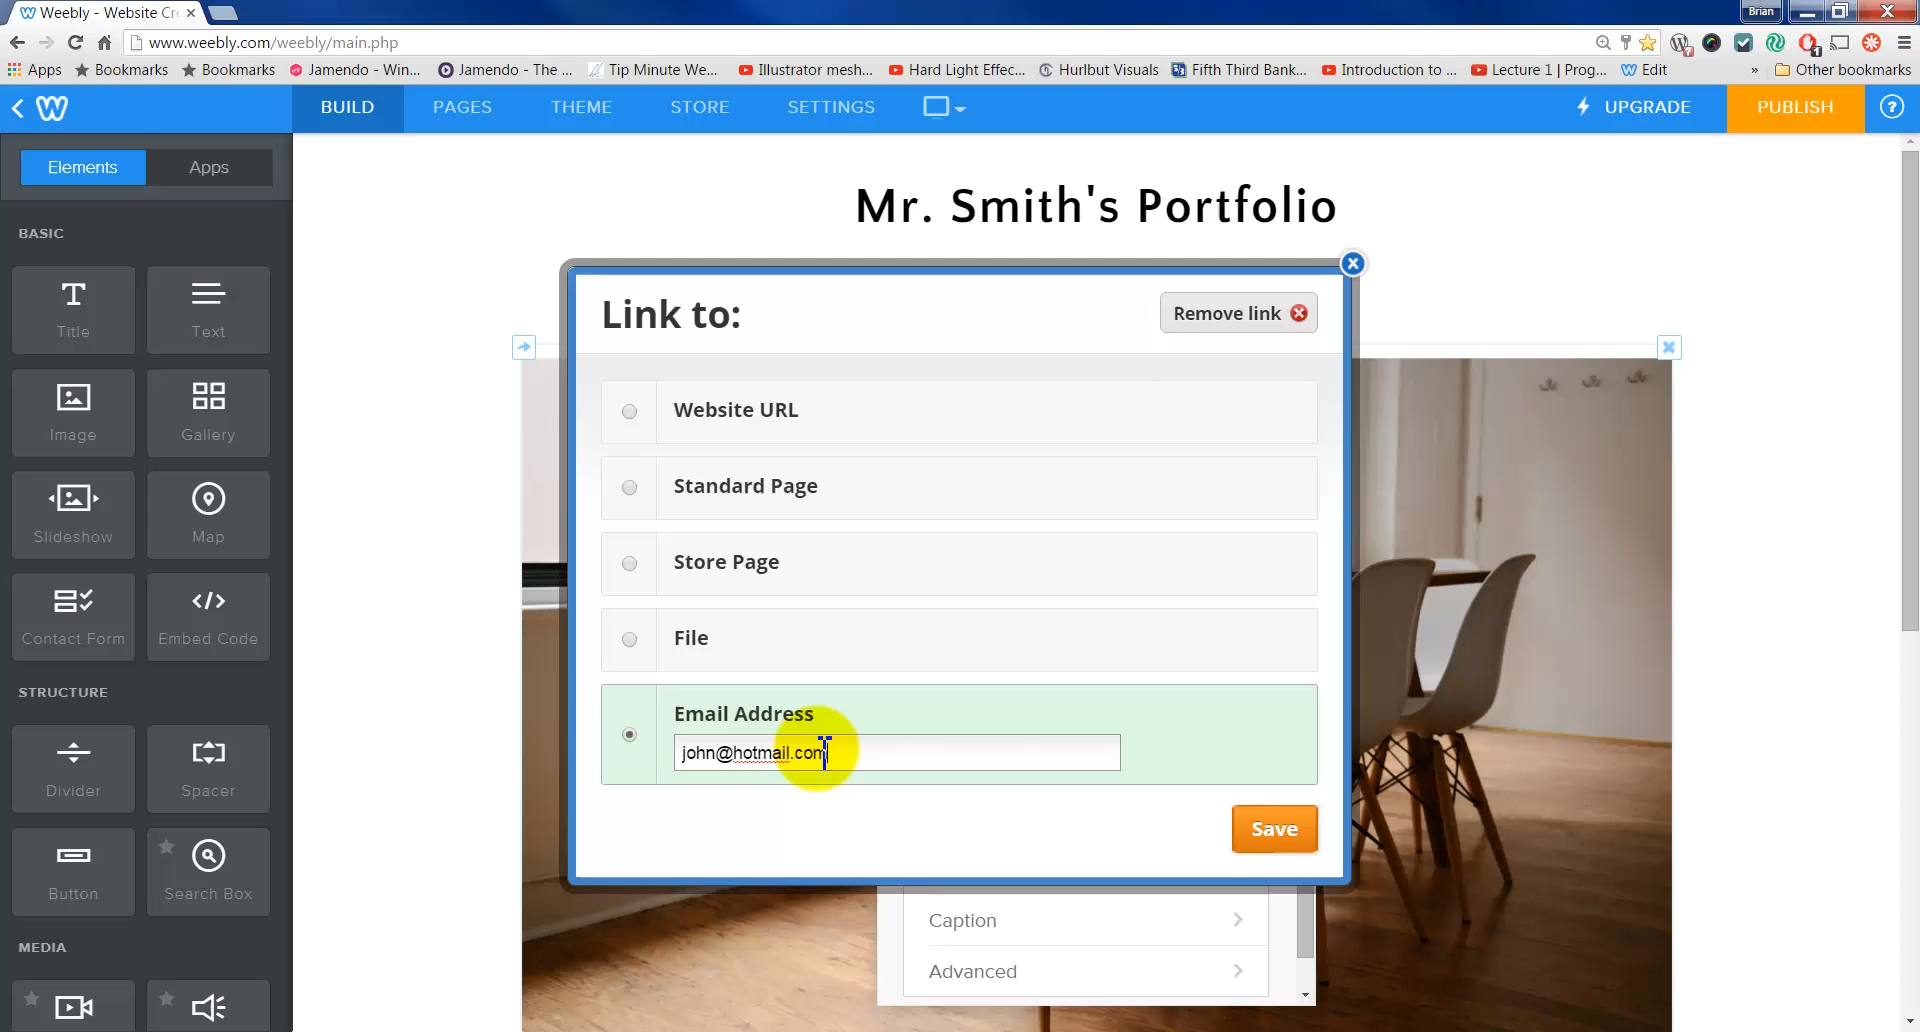 Weebly - Website Cre
Brian
www.weebly.com/weebly/main.php
Apps Bookmarks Bookmarks Jamendo - Win... Jamendo - The ... Tip Minute We... Illustrator mesh... Hard Light Effec... Hurlbut Visuals Fifth Third Bank... Introduction to ... Lecture 1 | Prog... Edit » Other bookmarks
BUILD PAGES THEME STORE SETTINGS UPGRADE PUBLISH ?
Elements Apps
Mr. Smith's Portfolio
BASIC
Title Text
Image Gallery
Slideshow Map
Contact Form Embed Code
STRUCTURE
Divider Spacer
Button Search Box
MEDIA
Link to:
Remove link
Website URL
Standard Page
Store Page
File
Email Address
john@hotmail.com
Save
Caption
Advanced